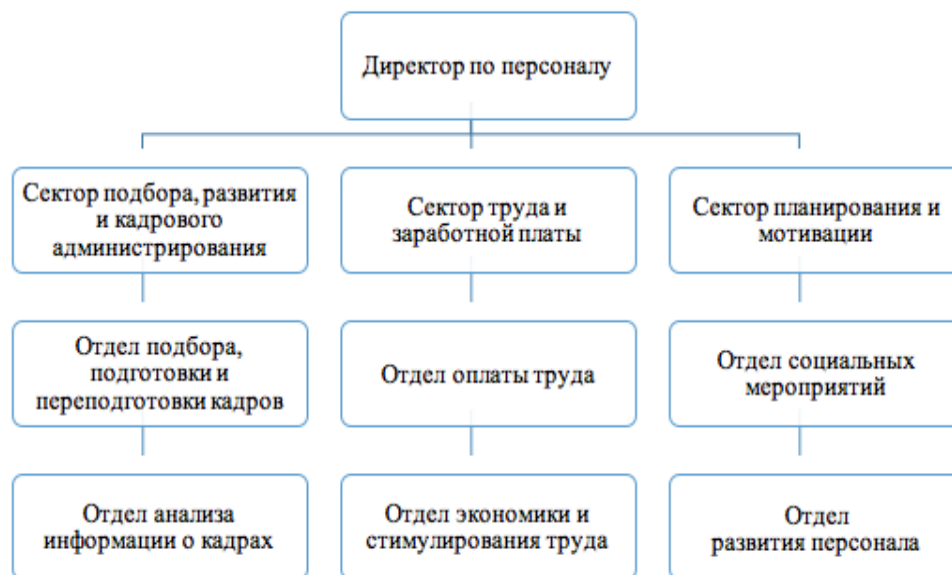 Директор по персоналу
Сектор подбора, развития
и кадрового
администрирования
Сектор труда и
заработной платы
Сектор планирования и
мотивации
Отдел подбора,
подготовки и
переподготовки кадров
Отдел оплаты труда
Отдел социальных
мероприятий
Отдел анализа
информации о кадрах
Отдел экономики и
стимулирования труда
Отдел
развития персонала